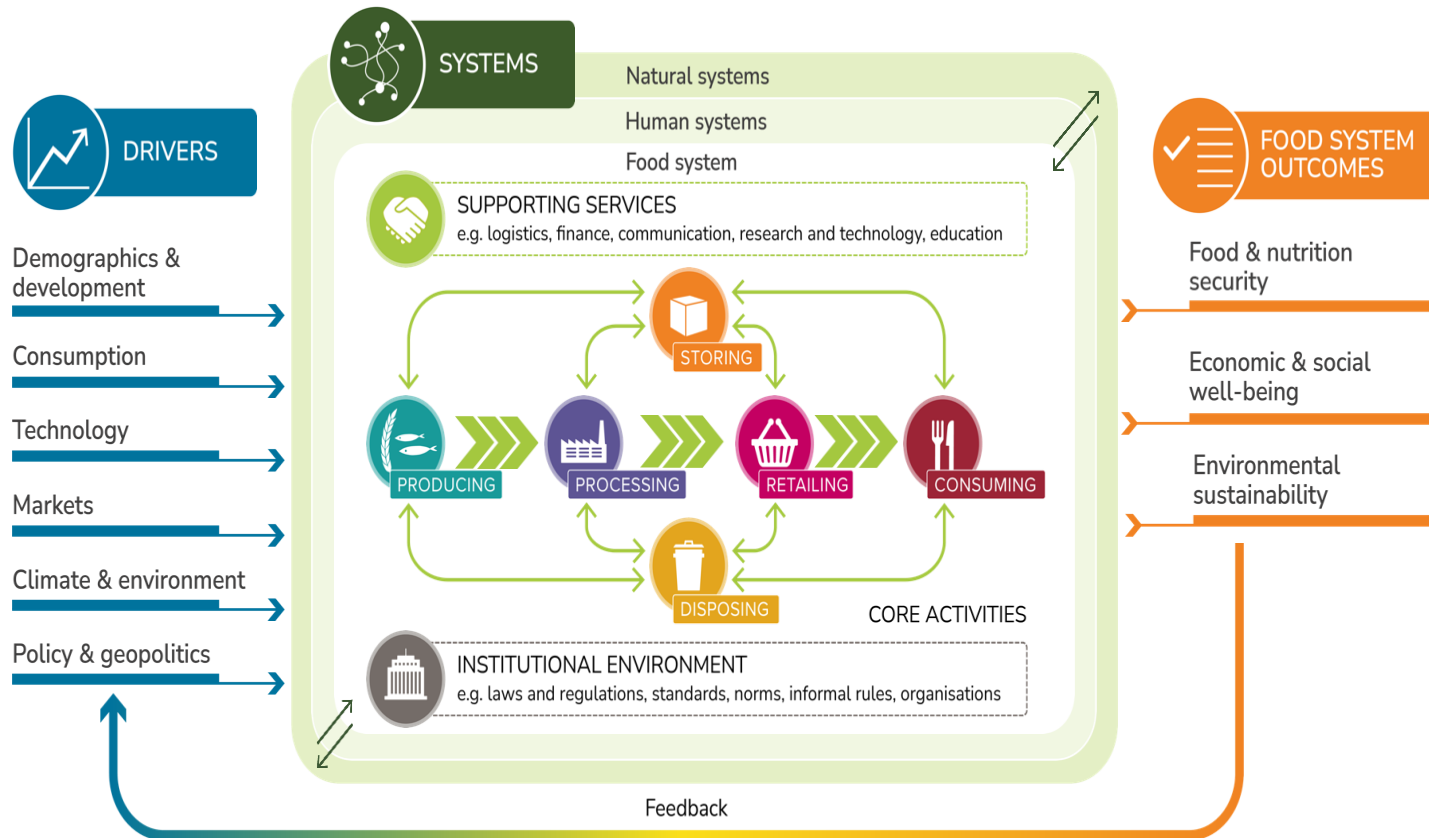 SYSTEMS
Natural systems
Human systems
Food system
DRIVERS
Demographics &
development
Consumption
Technology
Markets
Climate & environment
Policy & geopolitics
SUPPORTING SERVICES
e.g. logistics, finance, communication, research and technology, education
STORING
PRODUCING
PROCESSING
RETAILING
CONSUMING
DISPOSING
CORE ACTIVITIES
INSTITUTIONAL ENVIRONMENT
e.g. laws and regulations, standards, norms, informal rules, organisations
FOOD SYSTEM
OUTCOMES
Food & nutrition
security
Economic & social
well-being
Environmental
sustainability
Feedback